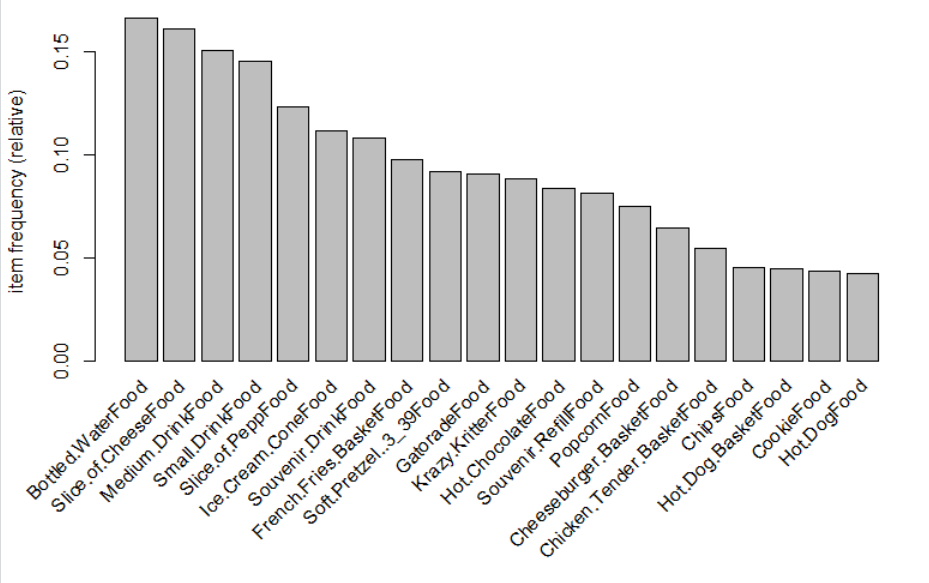 item frequency (relative)
0.15
0.10
0.05
0.00
Bottled.WaterFood
Slice.of.CheeseFood
Medium.DrinkFood
Small.DrinkFood
Slice.of.PeppFood
Ice.Cream.ConeFood
Souvenir.DrinkFood
French.Fries.BasketFood
Soft.Pretzel..3_39Food
GatoradeFood
Krazy.KritterFood
Hot.ChocolateFood
Souvenir.RefillFood
PopcornFood
Cheeseburger.BasketFood
Chicken.Tender.BasketFood
ChipsFood
Hot.Dog.BasketFood
CookieFood
Hot.DogFood